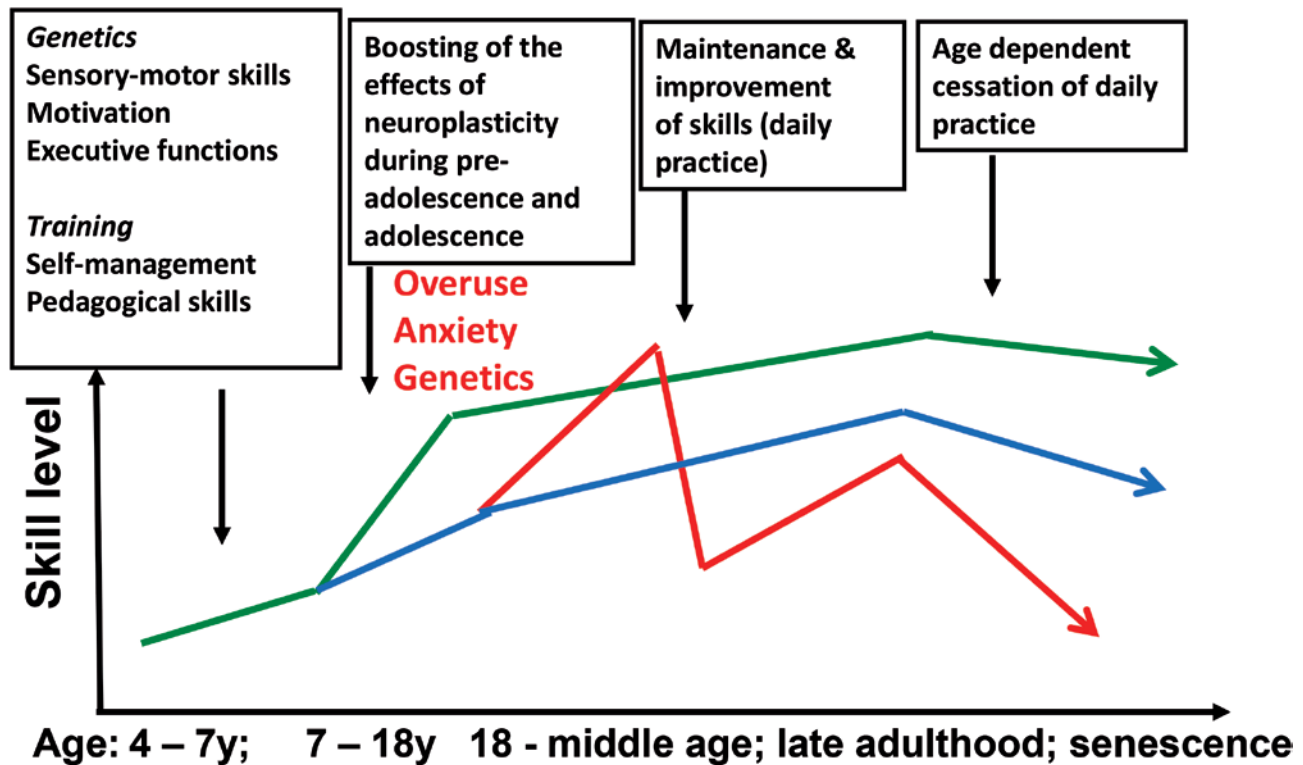 Genetics
Sensory-motor skills
Motivation
Executive functions
Training
Self-management
Pedagogical skills
Boosting of the
effects of
neuroplasticity
during pre-
adolescence and
adolescence
Maintenance &
improvement
of skills (daily
practice)
Age dependent
cessation of daily
practice
Overuse
Anxiety
Genetics
Skill level
Age: 4 – 7y; 7 – 18y 18 - middle age; late adulthood; senescence